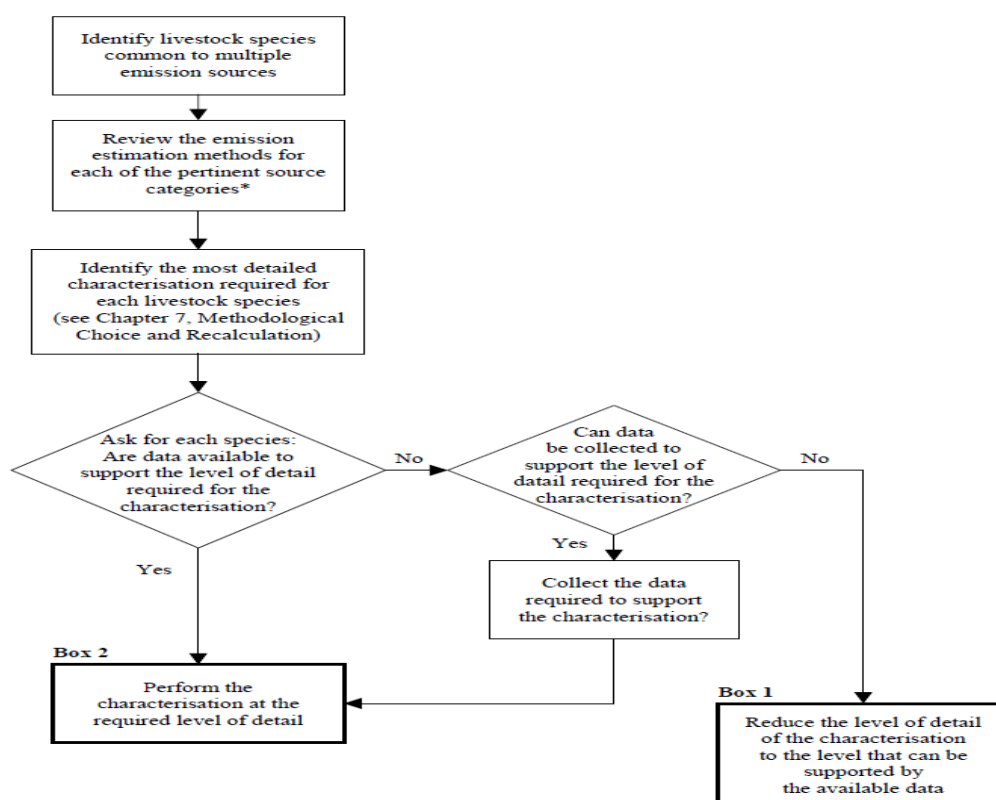 Identify livestock species
common to multiple
emission sources
Review the emission
estimation methods for
each of the pertinent source
categories*
Identify the most detailed
characterisation required for
each livestock species
(see Chapter 7, Methodological
Choice and Recalculation)
Ask for each species:
Are data available to
support the level of detail
required for the
characterisation?
No
Can data
be collected to
support the level of
datail required for the
characterisation?
No
Yes
Yes
Collect the data
required to support
the characterisation?
Box 2
Perform the
characterisation at the
required level of detail
Box 1
Reduce the level of detail
of the characterisation
to the level that can be
supported by
the available data